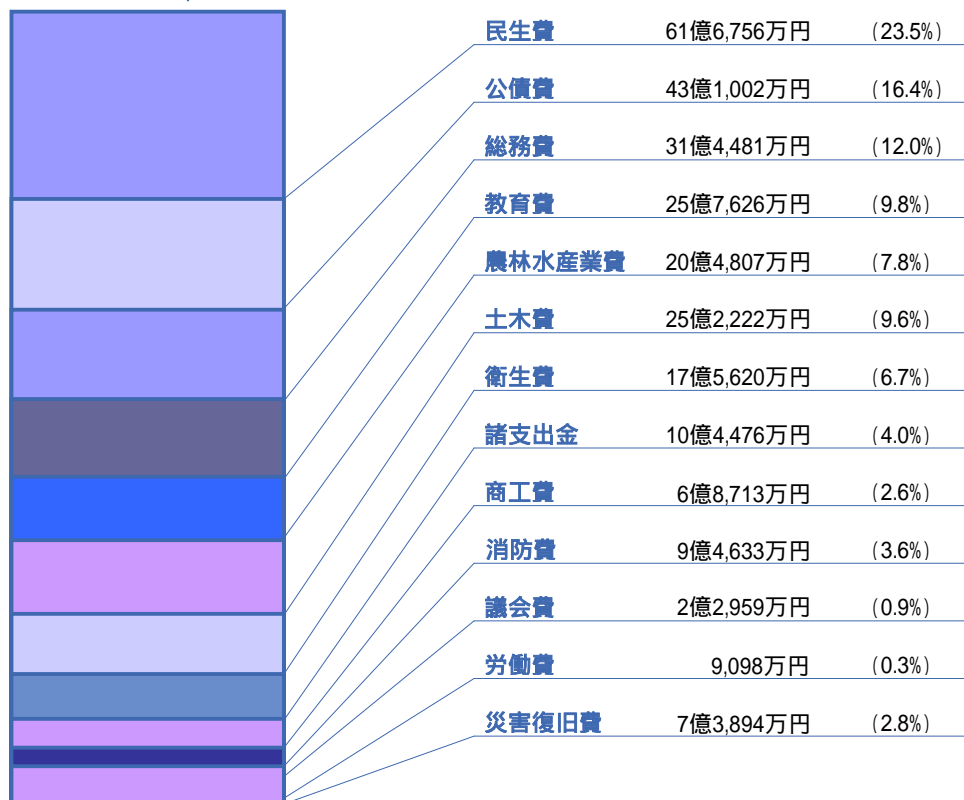 民生費 61億6,756万円 (23.5%)
公債費 43億1,002万円 (16.4%)
総務費 31億4,481万円 (12.0%)
教育費 25億7,626万円 (9.8%)
農林水産業費 20億4,807万円 (7.8%)
土木費 25億2,222万円 (9.6%)
衛生費 17億5,620万円 (6.7%)
諸支出金 10億4,476万円 (4.0%)
商工費 6億8,713万円 (2.6%)
消防費 9億4,633万円 (3.6%)
議会費 2億2,959万円 (0.9%)
労働費 9,098万円 (0.3%)
災害復旧費 7億3,894万円 (2.8%)